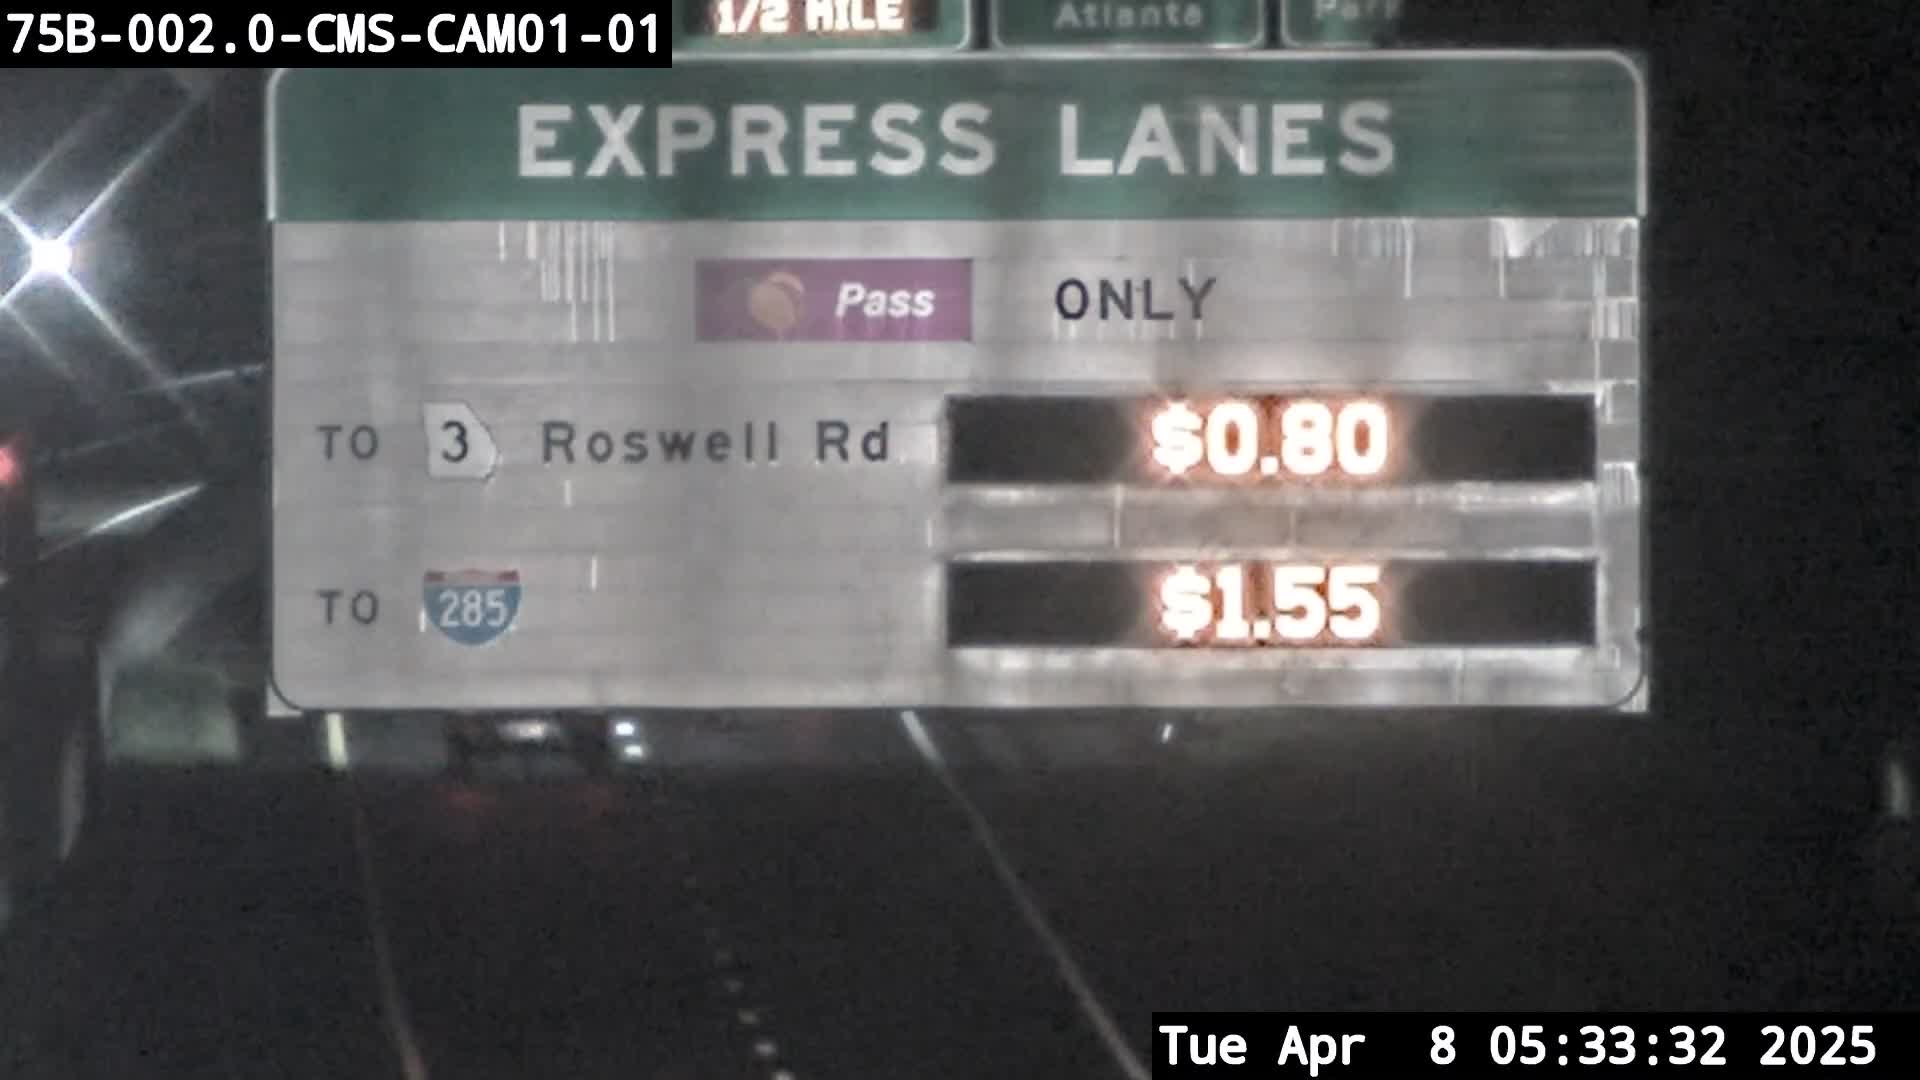 75B-002.0-CMS-CAM01-01
1/2 MILE
Atlanta
EXPRESS LANES
Pass ONLY
TO 3 Roswell Rd $0.80
TO 285 $1.55
Tue Apr 8 05:33:32 2025